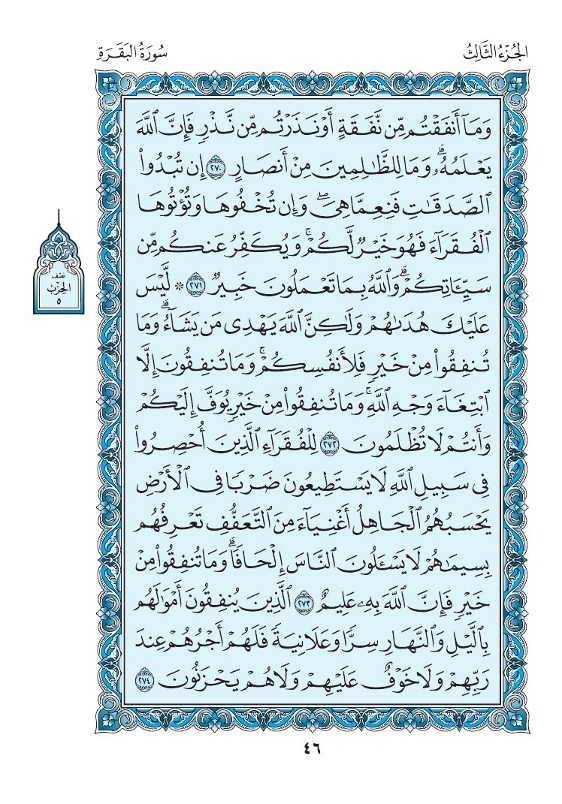 الجُزْءُ الثَّالِثُ
سُورَةُ البَقَرَةِ
وَمَآ أَنفَقۡتُم مِّن نَّفَقَةٍ أَوۡ نَذَرۡتُم مِّن نَّذۡرٖ فَإِنَّ ٱللَّهَ
يَعۡلَمُهُۥۗ وَمَا لِلظَّٰلِمِينَ مِنۡ أَنصَارٍ ٢٧٠ إِن تُبۡدُواْ
ٱلصَّدَقَٰتِ فَنِعِمَّا هِيَۖ وَإِن تُخۡفُوهَا وَتُؤۡتُوهَا
ٱلۡفُقَرَآءَ فَهُوَ خَيۡرٞ لَّكُمۡۚ وَيُكَفِّرُ عَنكُم مِّن
سَيِّـَٔاتِكُمۡۗ وَٱللَّهُ بِمَا تَعۡمَلُونَ خَبِيرٞ ٢٧١ ۞ لَّيۡسَ
عَلَيۡكَ هُدَىٰهُمۡ وَلَٰكِنَّ ٱللَّهَ يَهۡدِي مَن يَشَآءُۗ وَمَا
تُنفِقُواْ مِنۡ خَيۡرٖ فَلِأَنفُسِكُمۡۚ وَمَا تُنفِقُونَ إِلَّا
ٱبۡتِغَآءَ وَجۡهِ ٱللَّهِۚ وَمَا تُنفِقُواْ مِنۡ خَيۡرٖ يُوَفَّ إِلَيۡكُمۡ
وَأَنتُمۡ لَا تُظۡلَمُونَ ٢٧٢ لِلۡفُقَرَآءِ ٱلَّذِينَ أُحۡصِرُواْ
فِي سَبِيلِ ٱللَّهِ لَا يَسۡتَطِيعُونَ ضَرۡبٗا فِي ٱلۡأَرۡضِ
يَحۡسَبُهُمُ ٱلۡجَاهِلُ أَغۡنِيَآءَ مِنَ ٱلتَّعَفُّفِ تَعۡرِفُهُم
بِسِيمَٰهُمۡ لَا يَسۡـَٔلُونَ ٱلنَّاسَ إِلۡحَافٗاۗ وَمَا تُنفِقُواْ مِنۡ
خَيۡرٖ فَإِنَّ ٱللَّهَ بِهِۦ عَلِيمٌ ٢٧٣ ٱلَّذِينَ يُنفِقُونَ أَمۡوَٰلَهُم
بِٱلَّيۡلِ وَٱلنَّهَارِ سِرّٗا وَعَلَانِيَةٗ فَلَهُمۡ أَجۡرُهُمۡ عِندَ
رَبِّهِمۡ وَلَا خَوۡفٌ عَلَيۡهِمۡ وَلَا هُمۡ يَحۡزَنُونَ ٢٧٤
نصف
الحزب
٥
٤٦